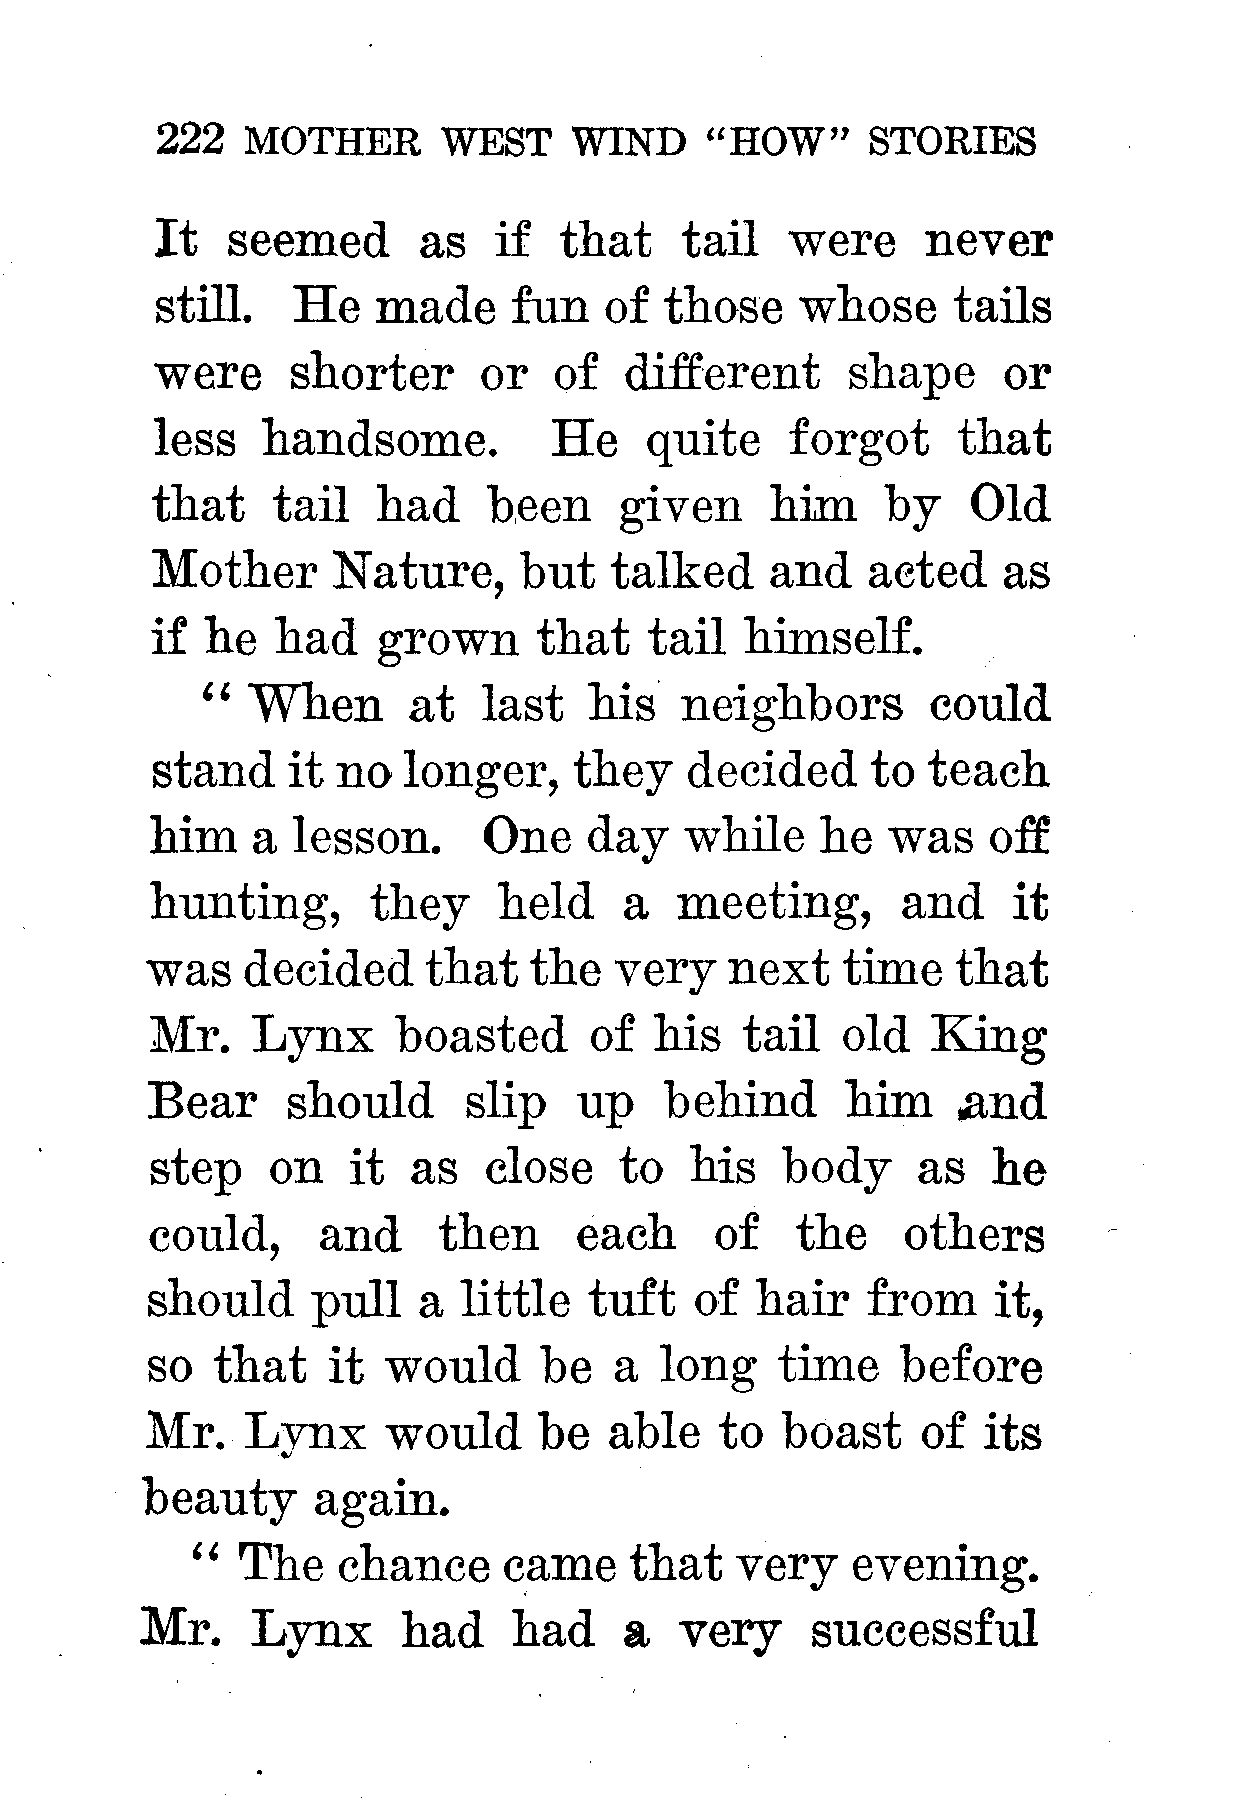 222 MOTHER WEST WIND "HOW" STORIES
It seemed as if that tail were never
still. He made fun of those whose tails
were shorter or of different shape or
less handsome. He quite forgot that
that tail had been given him by Old
Mother Nature, but talked and acted as
if he had grown that tail himself.
" When at last his neighbors could
stand it no longer, they decided to teach
him a lesson. One day while he was off
hunting, they held a meeting, and it
was decided that the very next time that
Mr. Lynx boasted of his tail old King
Bear should slip up behind him and
step on it as close to his body as he
could, and then each of the others
should pull a little tuft of hair from it,
so that it would be a long time before
Mr. Lynx would be able to boast of its
beauty again.
" The chance came that very evening.
Mr. Lynx had had a very successful